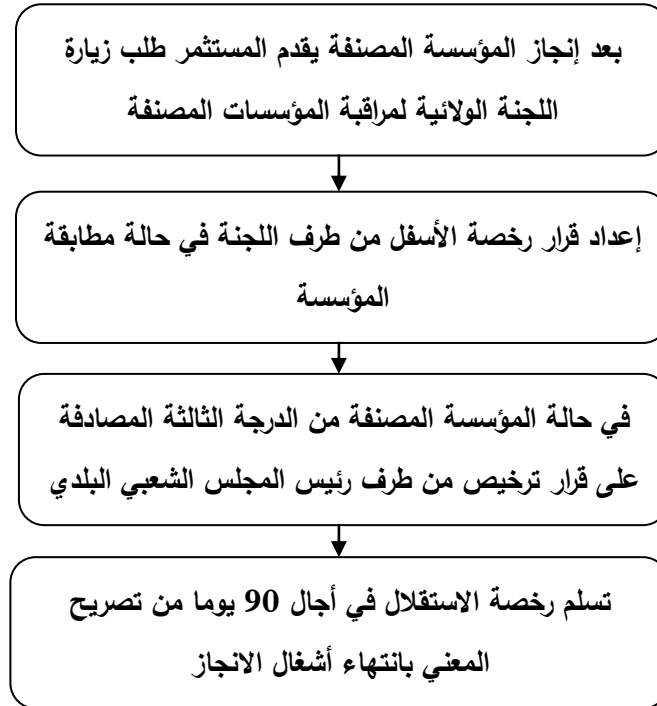 بعد إنجاز المؤسسة المصنفة يقدم المستثمر طلب زيارة
اللجنة الولائية لمراقبة المؤسسات المصنفة
إعداد قرار رخصة الأسفل من طرف اللجنة في حالة مطابقة
المؤسسة
في حالة المؤسسة المصنفة من الدرجة الثالثة المصادفة
على قرار ترخيص من طرف رئيس المجلس الشعبي البلدي
تسلم رخصة الاستقلال في أجال 90 يوما من تصريح
المعني بانتهاء أشغال الانجاز